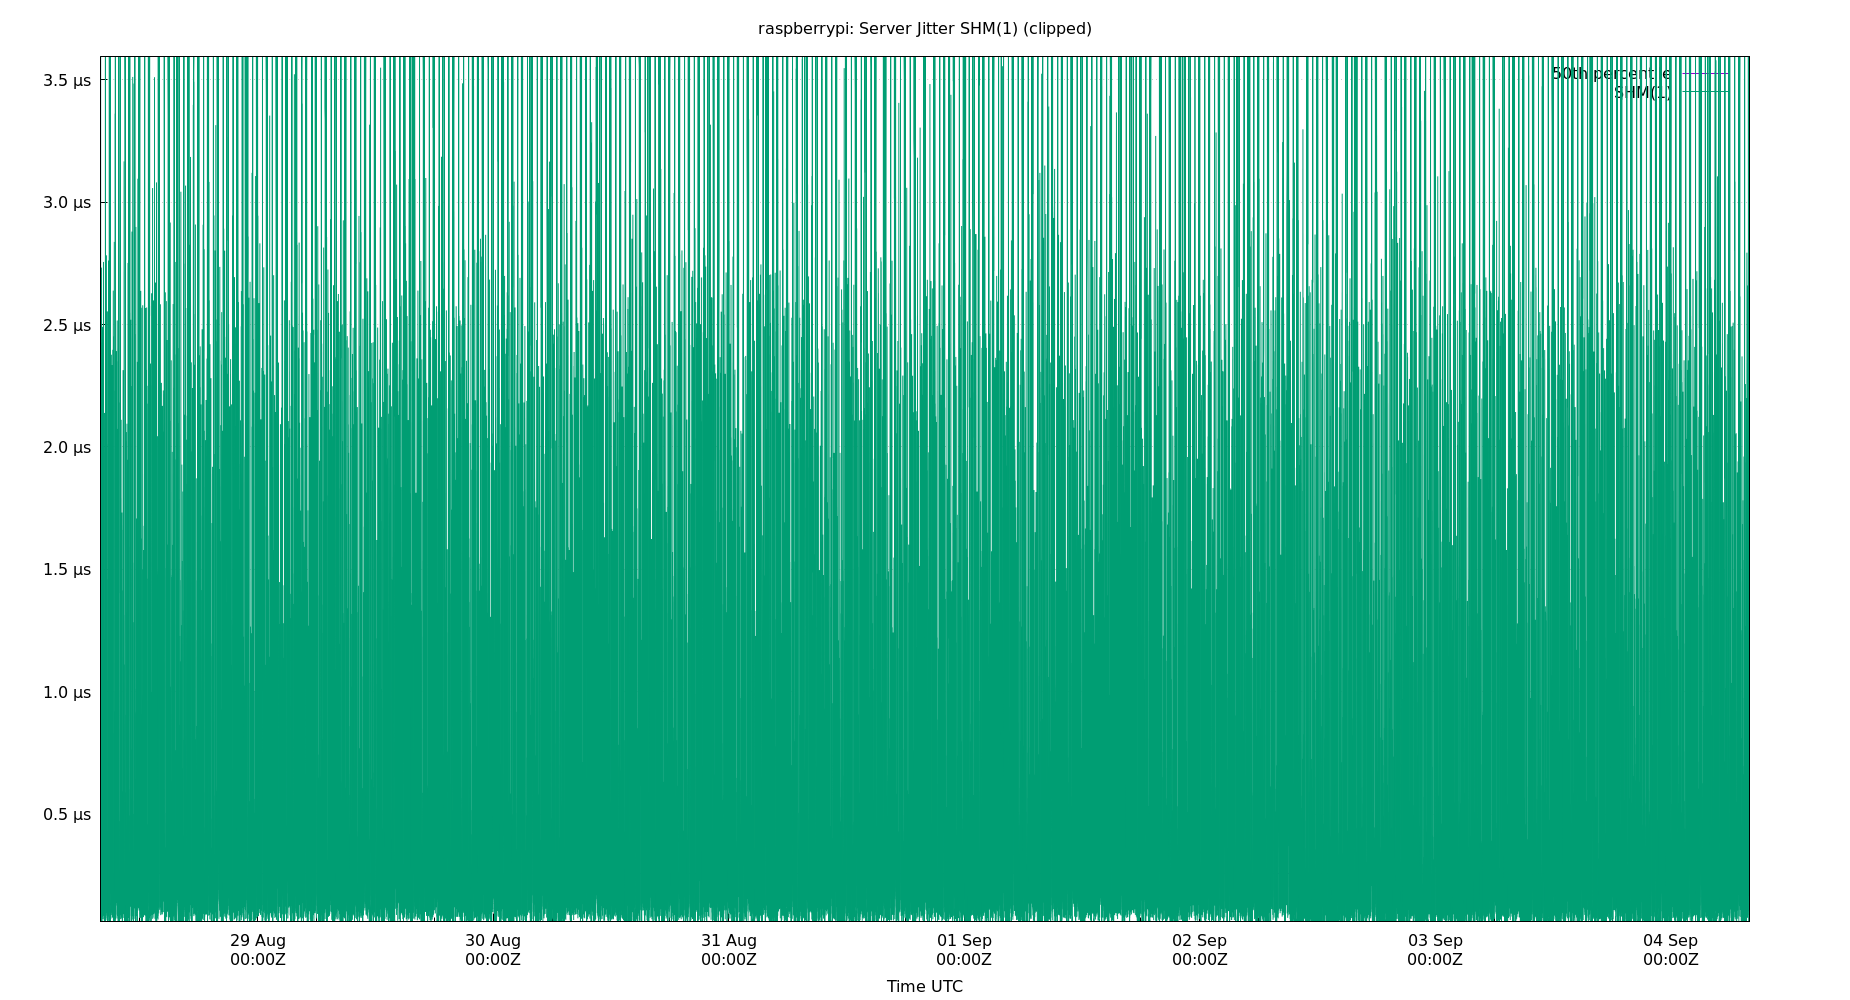 raspberrypi: Server Jitter SHM(1) (clipped)
50th percentile
SHM(1)
3.5 µs
3.0 µs
2.5 µs
2.0 µs
1.5 µs
1.0 µs
0.5 µs
29 Aug 30 Aug 31 Aug 01 Sep 02 Sep 03 Sep 04 Sep
00:00Z 00:00Z 00:00Z 00:00Z 00:00Z 00:00Z 00:00Z
Time UTC